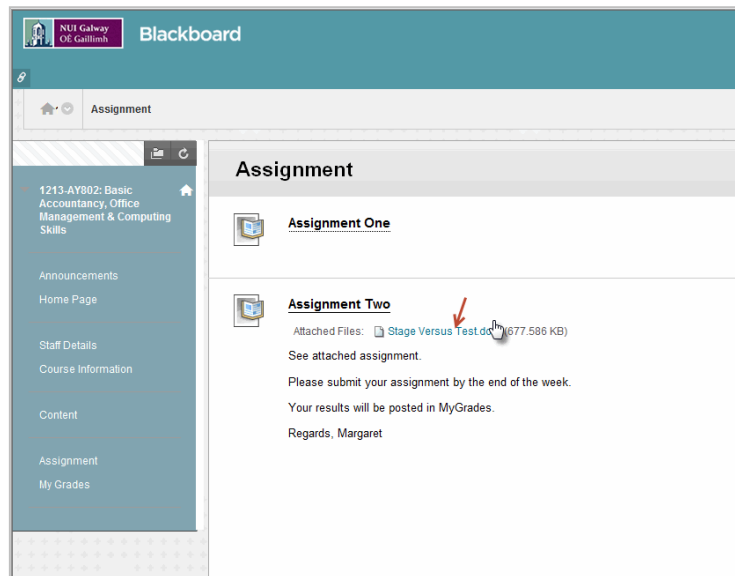 NUI Galway
OÉ Gaillimh
Blackboard
Assignment
1213-AY802: Basic
Accountancy, Office
Management & Computing
Skills
Announcements
Home Page
Staff Details
Course Information
Content
Assignment
My Grades
Assignment
Assignment One
Assignment Two
Attached Files: Stage Versus Test.do (677.586 KB)
See attached assignment.
Please submit your assignment by the end of the week.
Your results will be posted in MyGrades.
Regards, Margaret